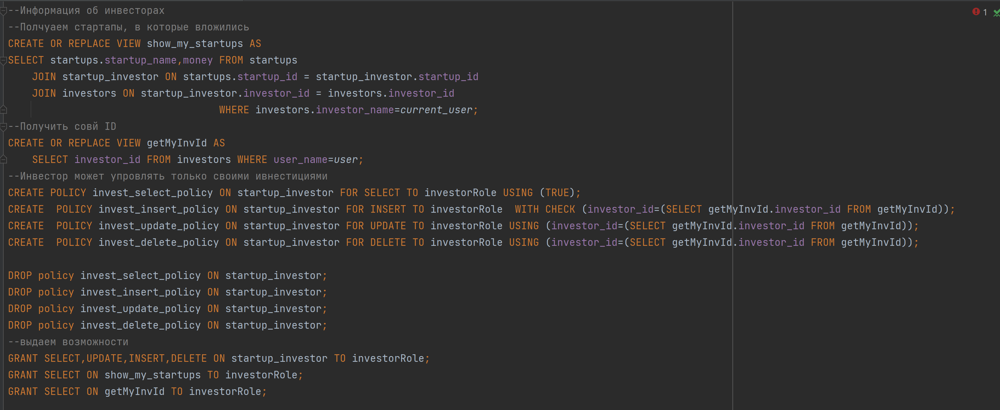 --Информация об инвесторах
1
--Полчуаем стартапы, в которые вложились
CREATE OR REPLACE VIEW show_my_startups AS
SELECT startups.startup_name,money FROM startups
JOIN startup_investor ON startups.startup_id = startup_investor.startup_id
JOIN investors ON startup_investor.investor_id = investors.investor_id
WHERE investors.investor_name=current_user;
--Получить совй ID
CREATE OR REPLACE VIEW getMyInvId AS
SELECT investor_id FROM investors WHERE user_name=user;
--Инвестор может упровлять только своими ивнестициями
CREATE POLICY invest_select_policy ON startup_investor FOR SELECT TO investorRole USING (TRUE);
CREATE  POLICY invest_insert_policy ON startup_investor FOR INSERT TO investorRole  WITH CHECK (investor_id=(SELECT getMyInvId.investor_id FROM getMyInvId));
CREATE  POLICY invest_update_policy ON startup_investor FOR UPDATE TO investorRole USING (investor_id=(SELECT getMyInvId.investor_id FROM getMyInvId));
CREATE  POLICY invest_delete_policy ON startup_investor FOR DELETE TO investorRole USING (investor_id=(SELECT getMyInvId.investor_id FROM getMyInvId));
DROP policy invest_select_policy ON startup_investor;
DROP policy invest_insert_policy ON startup_investor;
DROP policy invest_update_policy ON startup_investor;
DROP policy invest_delete_policy ON startup_investor;
--выдаем возможности
GRANT SELECT,UPDATE,INSERT,DELETE ON startup_investor TO investorRole;
GRANT SELECT ON show_my_startups TO investorRole;
GRANT SELECT ON getMyInvId TO investorRole;